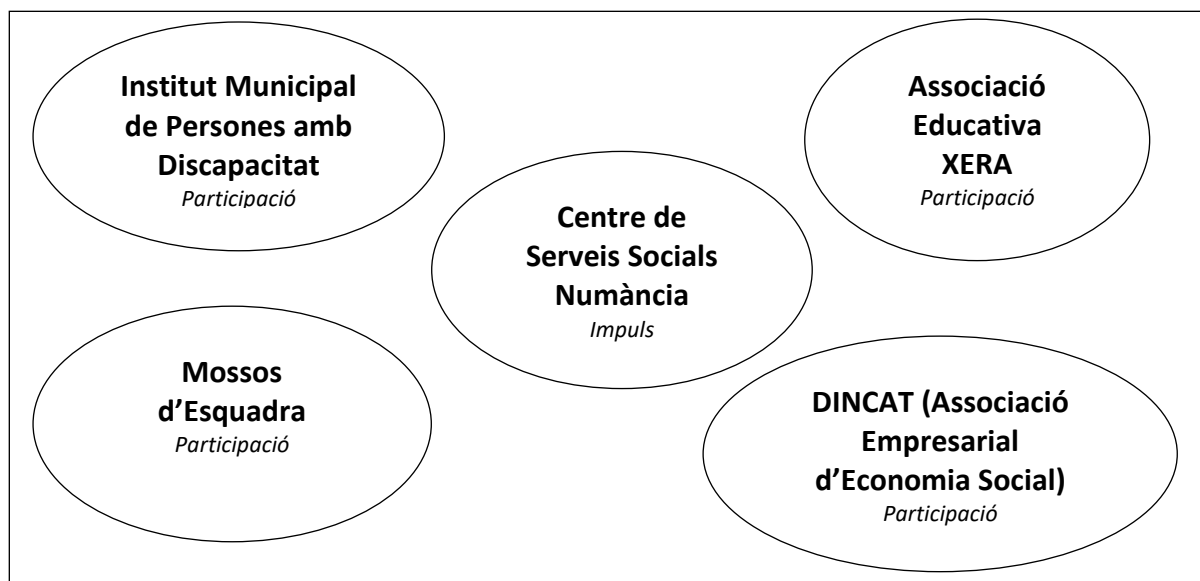 Institut Municipal
de Persones amb
Discapacitat
Participació
Associació
Educativa
XERA
Participació
Centre de
Serveis Socials
Numància
Impuls
Mossos
d’Esquadra
Participació
DINCAT (Associació
Empresarial
d’Economia Social)
Participació